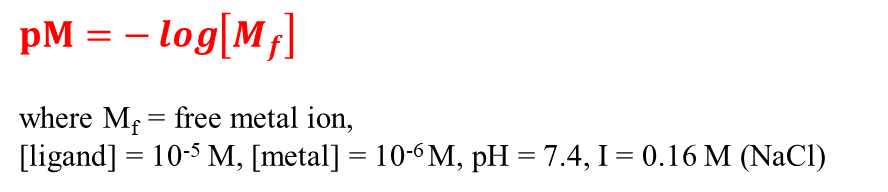 pM = − log[M_f]
where M_f = free metal ion,
[ligand] = 10⁻⁵ M, [metal] = 10⁻⁶ M, pH = 7.4, I = 0.16 M (NaCl)